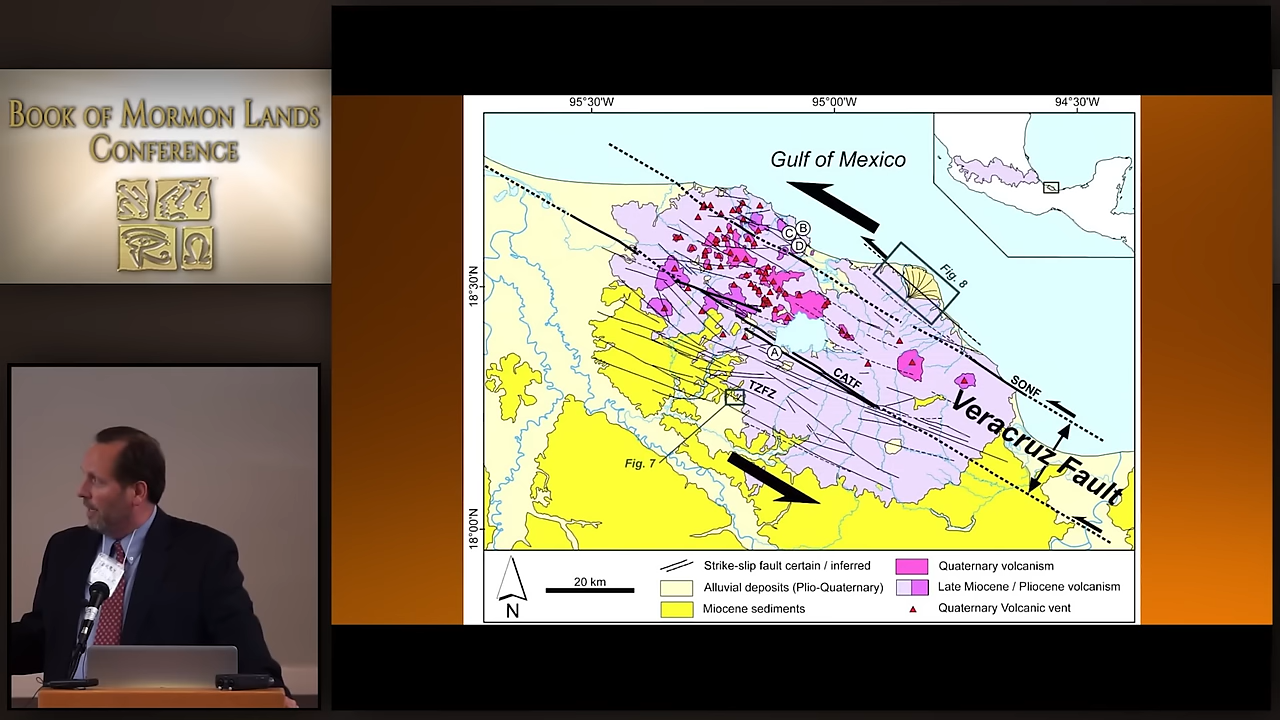 BOOK OF MORMON LANDS
CONFERENCE
95°30'W
95°00'W
94°30'W
Gulf of Mexico
B
C
D
Fig. 8
18°30'N
A
CATF
TZFZ
SONF
Veracruz Fault
Fig. 7
18°00'N
N
20 km
Strike-slip fault certain / inferred
Alluvial deposits (Plio-Quaternary)
Miocene sediments
Quaternary volcanism
Late Miocene / Pliocene volcanism
Quaternary Volcanic vent